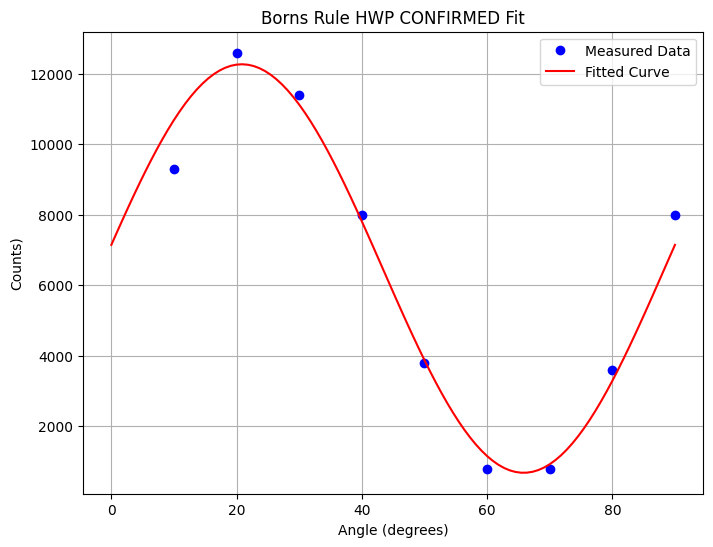 Borns Rule HWP CONFIRMED Fit
Measured Data
Fitted Curve
12000
10000
8000
6000
4000
2000
Counts)
0
20
40
60
80
Angle (degrees)